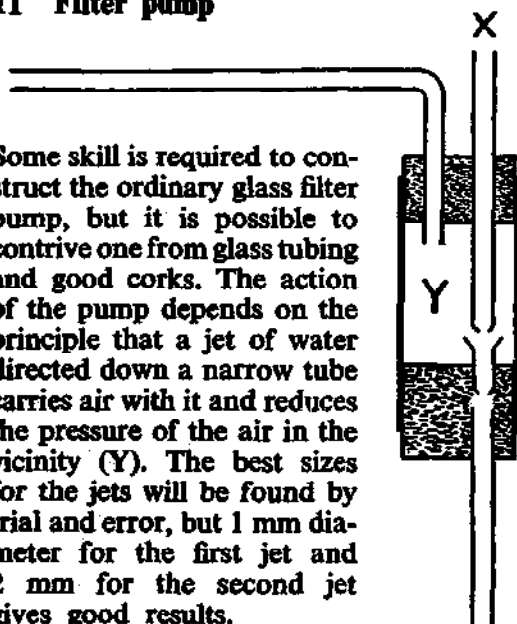 11 Filter pump
X
Some skill is required to con-
struct the ordinary glass filter
pump, but it is possible to
contrive one from glass tubing
and good corks. The action
of the pump depends on the
principle that a jet of water
directed down a narrow tube
carries air with it and reduces
the pressure of the air in the
vicinity (Y). The best sizes
for the jets will be found by
trial and error, but 1 mm dia-
meter for the first jet and
2 mm for the second jet
gives good results.
Y